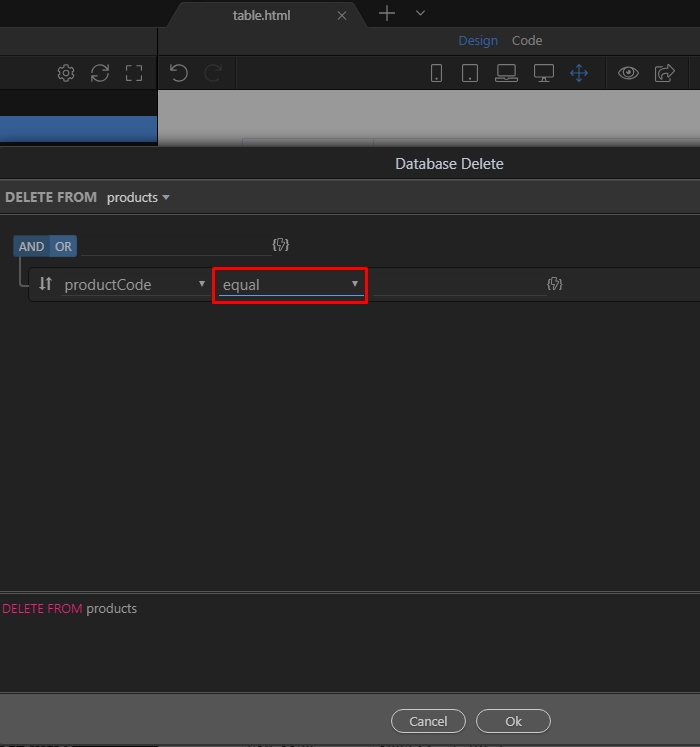 table.html
Design Code
Database Delete
DELETE FROM products
AND OR
productCode equal
DELETE FROM products
Cancel Ok